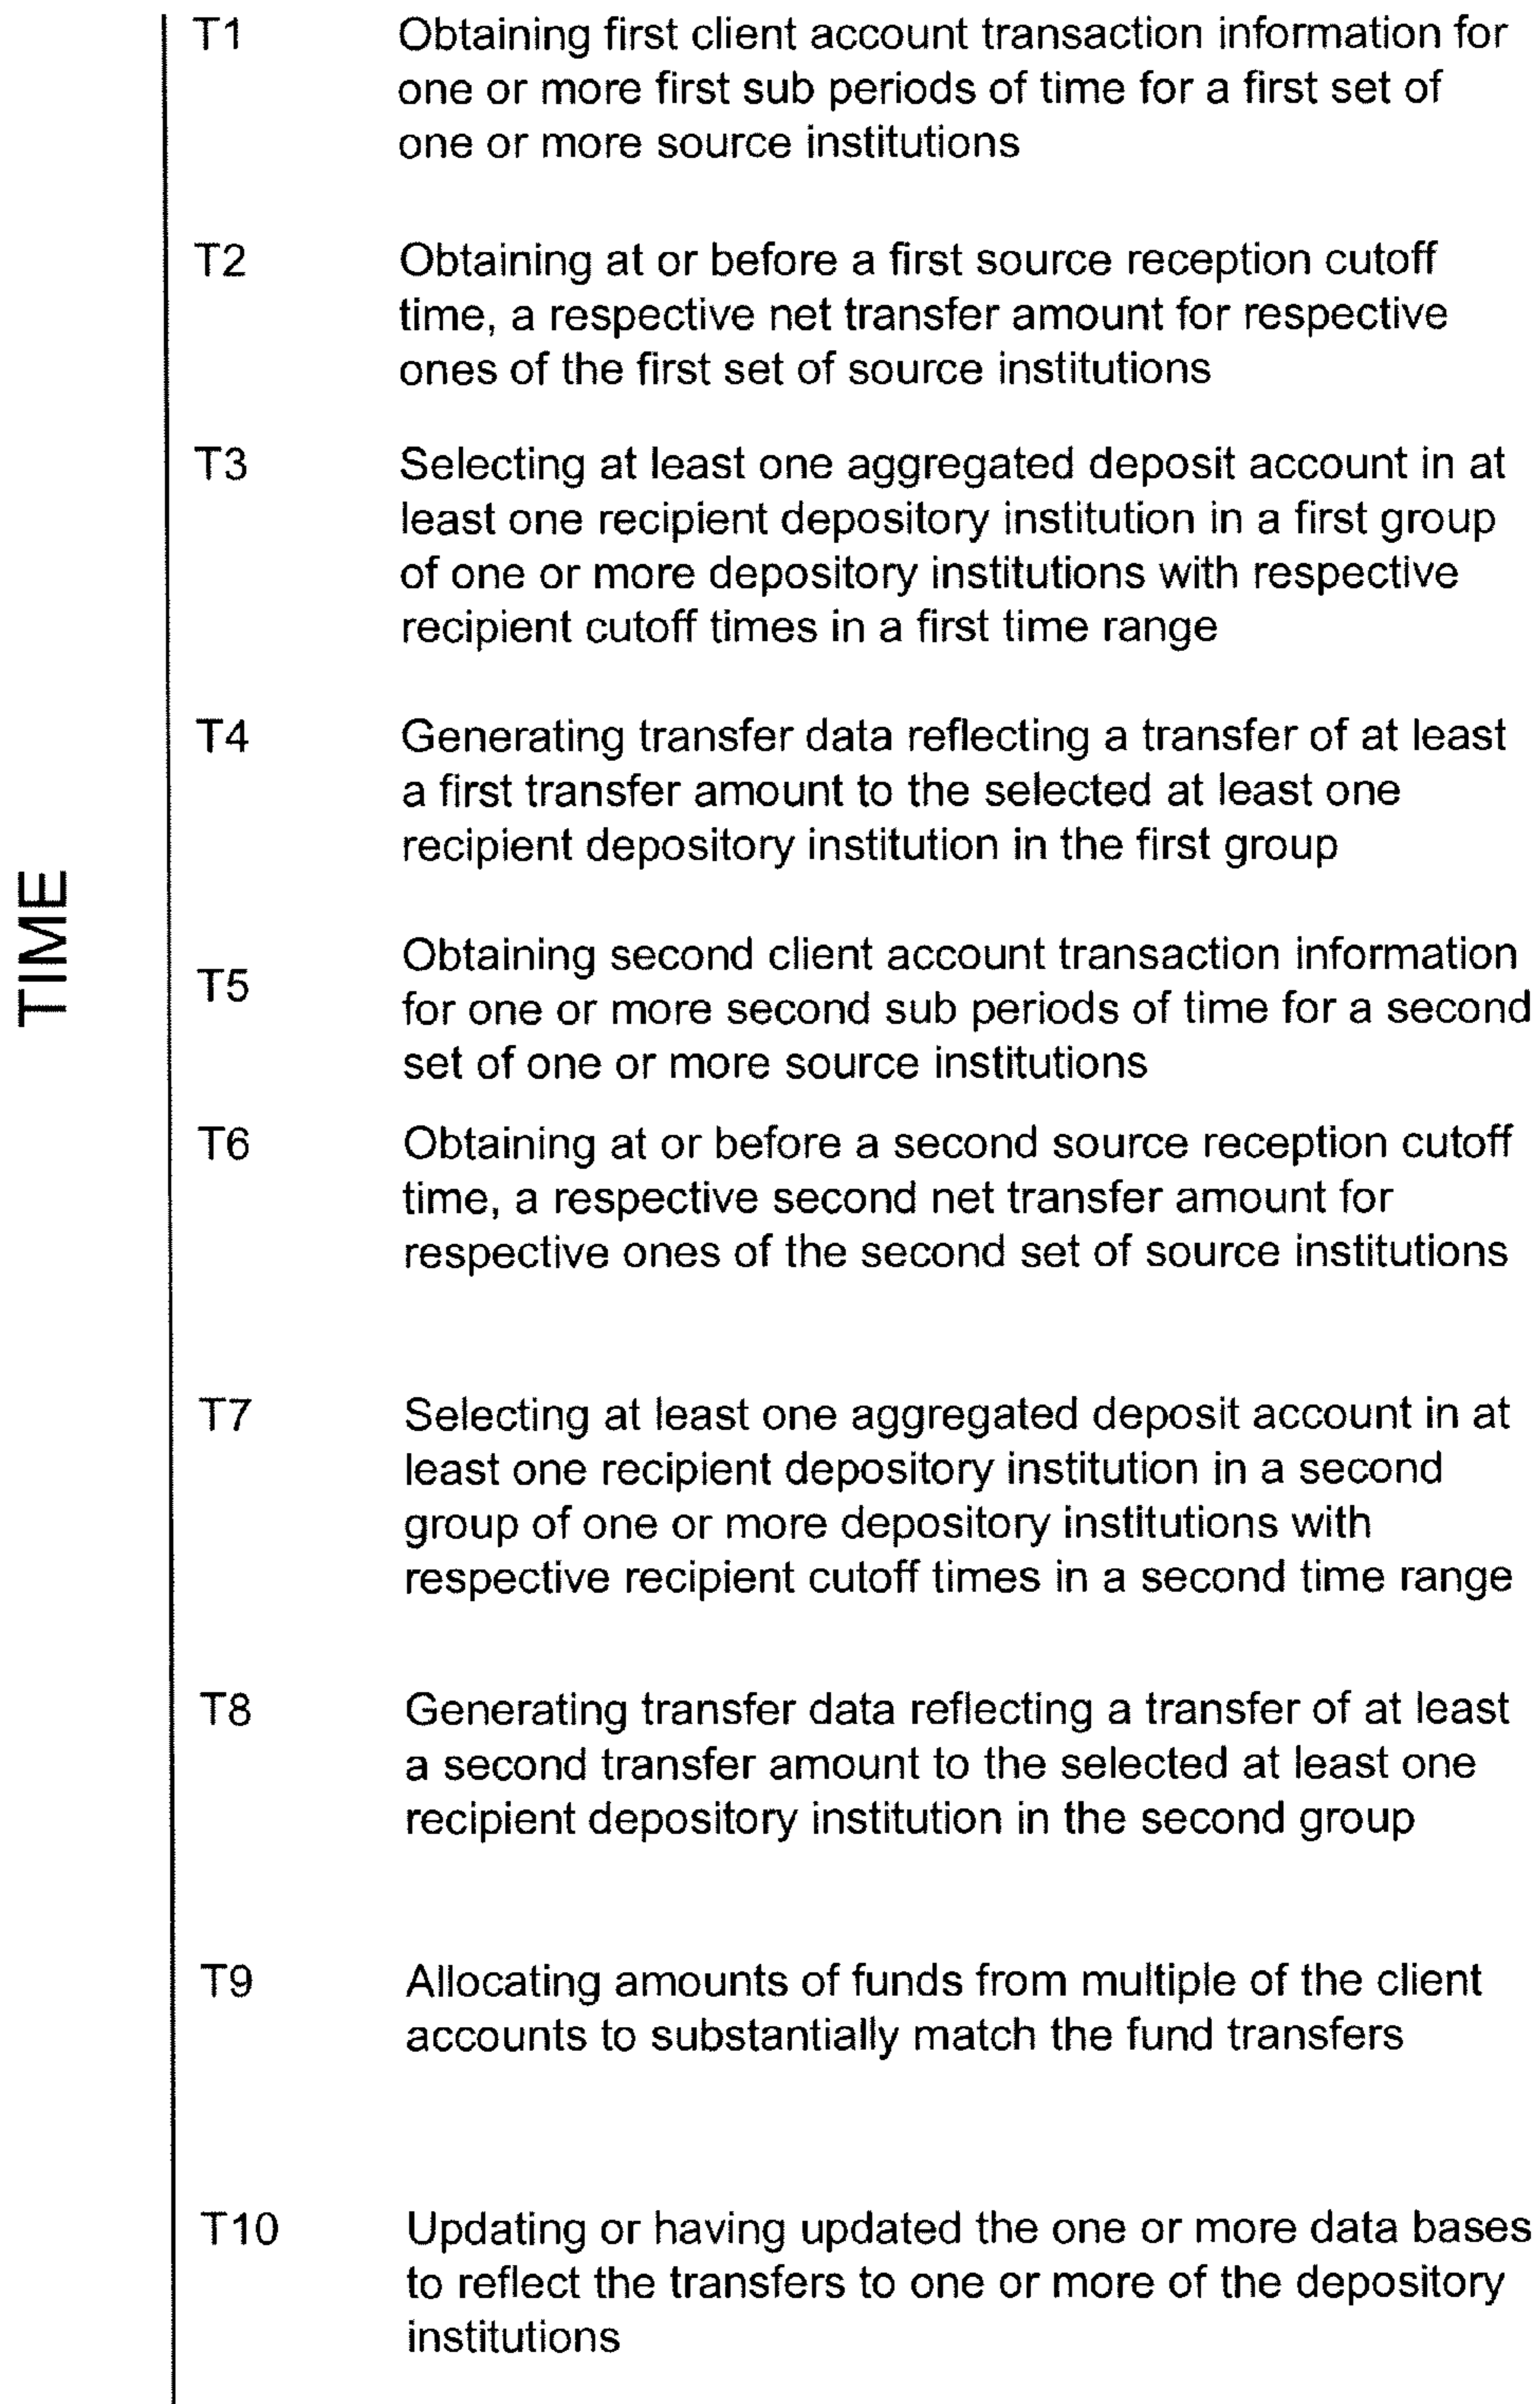 TIME
T1 Obtaining first client account transaction information for
one or more first sub periods of time for a first set of
one or more source institutions
T2 Obtaining at or before a first source reception cutoff
time, a respective net transfer amount for respective
ones of the first set of source institutions
T3 Selecting at least one aggregated deposit account in at
least one recipient depository institution in a first group
of one or more depository institutions with respective
recipient cutoff times in a first time range
T4 Generating transfer data reflecting a transfer of at least
a first transfer amount to the selected at least one
recipient depository institution in the first group
T5 Obtaining second client account transaction information
for one or more second sub periods of time for a second
set of one or more source institutions
T6 Obtaining at or before a second source reception cutoff
time, a respective second net transfer amount for
respective ones of the second set of source institutions
T7 Selecting at least one aggregated deposit account in at
least one recipient depository institution in a second
group of one or more depository institutions with
respective recipient cutoff times in a second time range
T8 Generating transfer data reflecting a transfer of at least
a second transfer amount to the selected at least one
recipient depository institution in the second group
T9 Allocating amounts of funds from multiple of the client
accounts to substantially match the fund transfers
T10 Updating or having updated the one or more data bases
to reflect the transfers to one or more of the depository
institutions